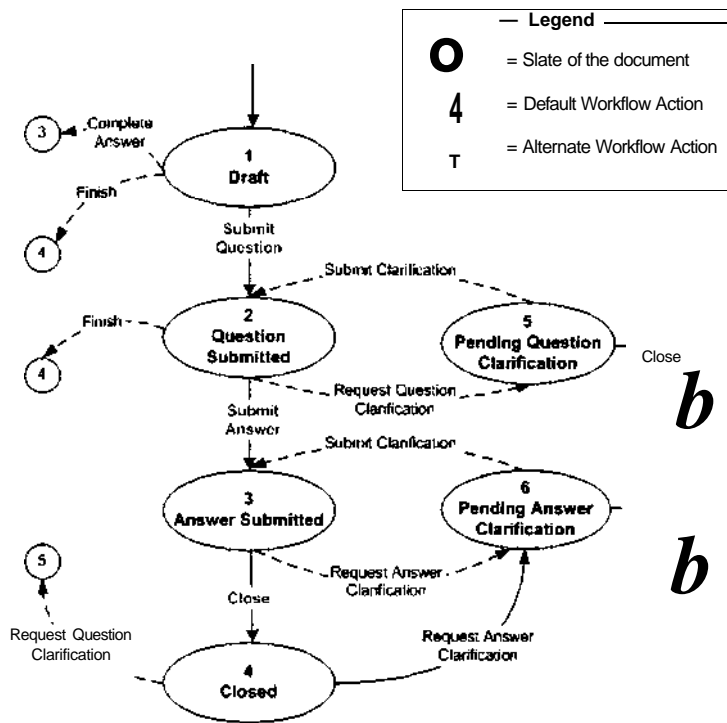 — Legend
O = Slate of the document
4 = Default Workflow Action
T = Alternate Workflow Action
3
Complete
Answer
1
Draft
Finish
4
Submit
Question
Submit Clarification
2
Question
Submitted
Finish
4
5
Pending Question
Clarification
Close
b
Request Question
Clarification
Submit
Answer
Submit Clarification
3
Answer Submitted
6
Pending Answer
Clarification
b
5
Request Answer
Clarification
Close
Request Question
Clarification
Request Answer
Clarification
4
Closed